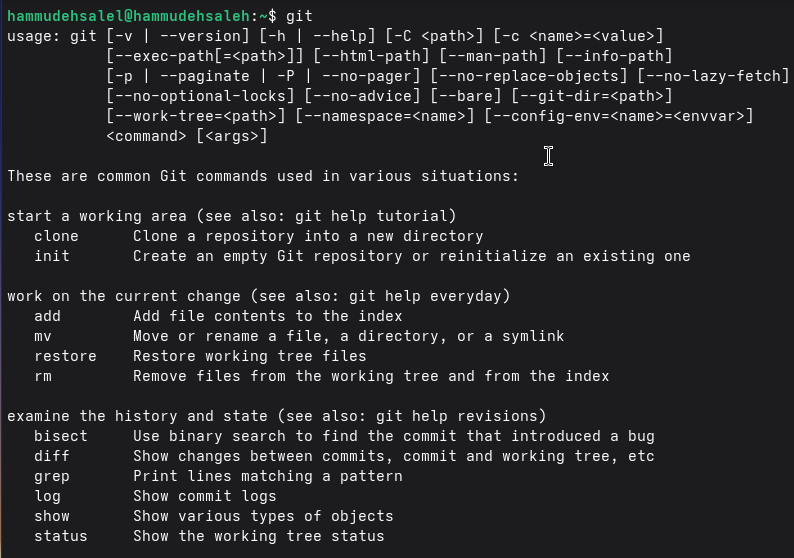 hammudehsalel@hammudehsaleh:~$ git
usage: git [-v | --version] [-h | --help] [-C <path>] [-c <name>=<value>]
           [--exec-path[=<path>]] [--html-path] [--man-path] [--info-path]
           [-p | --paginate | -P | --no-pager] [--no-replace-objects] [--no-lazy-fetch]
           [--no-optional-locks] [--no-advice] [--bare] [--git-dir=<path>]
           [--work-tree=<path>] [--namespace=<name>] [--config-env=<name>=<envvar>]
           <command> [<args>]

These are common Git commands used in various situations:

start a working area (see also: git help tutorial)
   clone      Clone a repository into a new directory
   init       Create an empty Git repository or reinitialize an existing one

work on the current change (see also: git help everyday)
   add        Add file contents to the index
   mv         Move or rename a file, a directory, or a symlink
   restore    Restore working tree files
   rm         Remove files from the working tree and from the index

examine the history and state (see also: git help revisions)
   bisect     Use binary search to find the commit that introduced a bug
   diff       Show changes between commits, commit and working tree, etc
   grep       Print lines matching a pattern
   log        Show commit logs
   show       Show various types of objects
   status     Show the working tree status